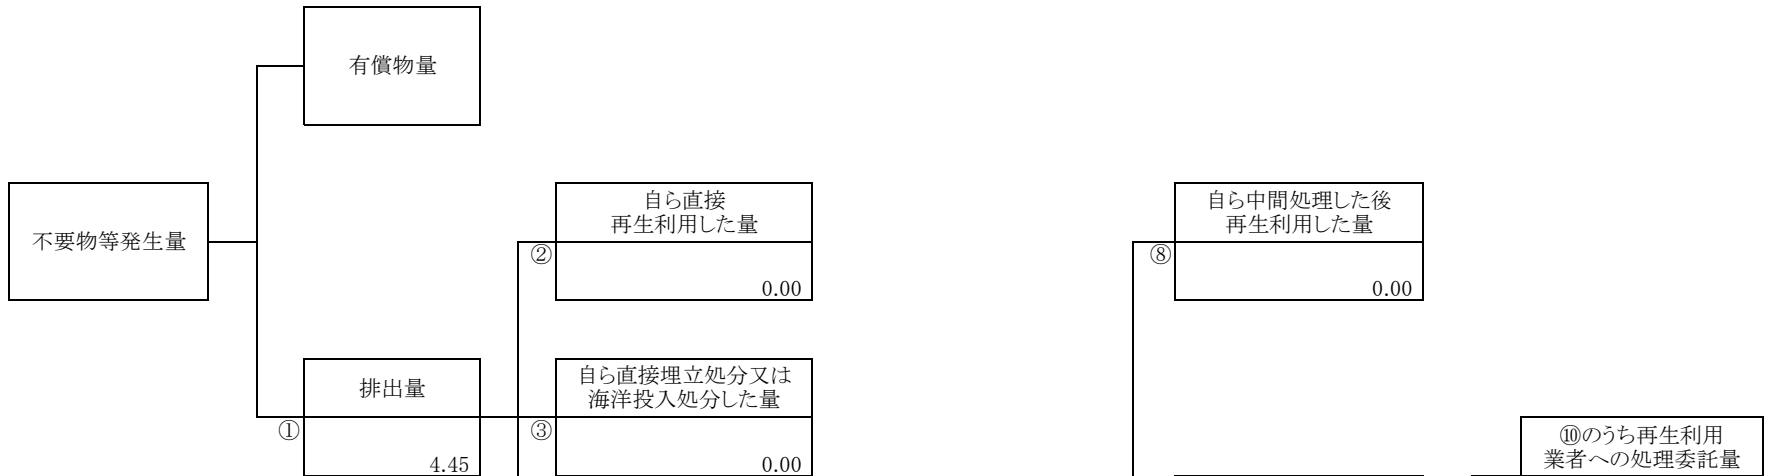 有償物量
不要物等発生量
自ら直接
再生利用した量
②
0.00
自ら中間処理した後
再生利用した量
⑧
0.00
排出量
①
4.45
自ら直接埋立処分又は
海洋投入処分した量
③
0.00
⑩のうち再生利用
業者への処理委託量